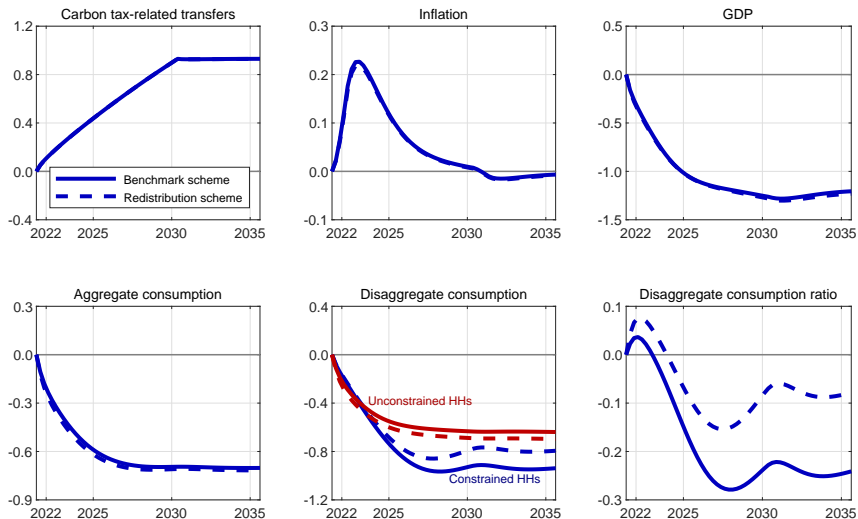 Carbon tax-related transfers
1.2
0.8
0.4
0.0
-0.4
Benchmark scheme
Redistribution scheme
2022 2025 2030 2035
Inflation
0.3
0.2
0.1
0.0
-0.1
2022 2025 2030 2035
GDP
0.5
0.0
-0.5
-1.0
-1.5
2022 2025 2030 2035
Aggregate consumption
0.3
0.0
-0.3
-0.6
-0.9
2022 2025 2030 2035
Disaggregate consumption
0.4
0.0
-0.4
-0.8
-1.2
Unconstrained HHs
Constrained HHs
2022 2025 2030 2035
Disaggregate consumption ratio
0.1
0.0
-0.1
-0.2
-0.3
2022 2025 2030 2035